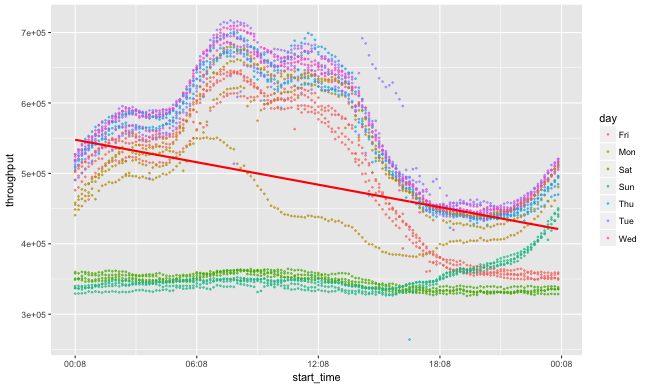 7e+05
6e+05
5e+05
4e+05
3e+05
throughput
00:08 06:08 12:08 18:08 00:08
start_time
day
Fri
Mon
Sat
Sun
Thu
Tue
Wed